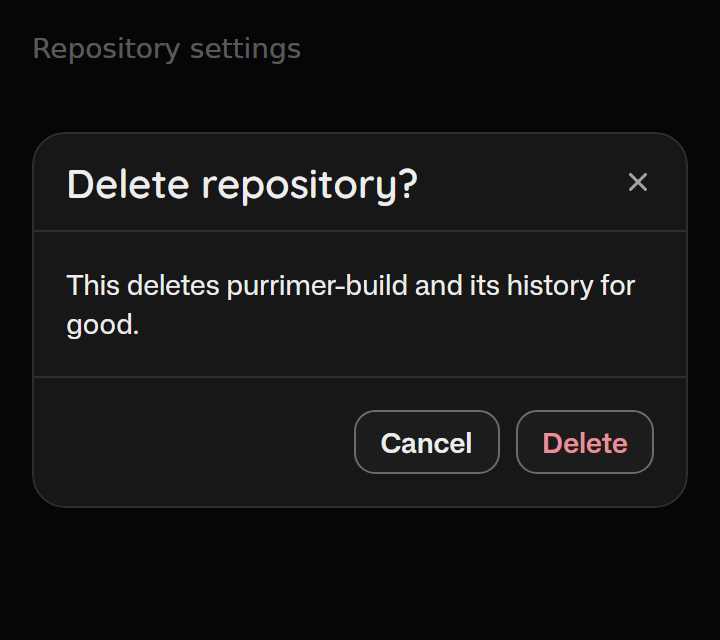 Repository settings
Delete repository?
This deletes purrimer-build and its history for
good.
Cancel
Delete